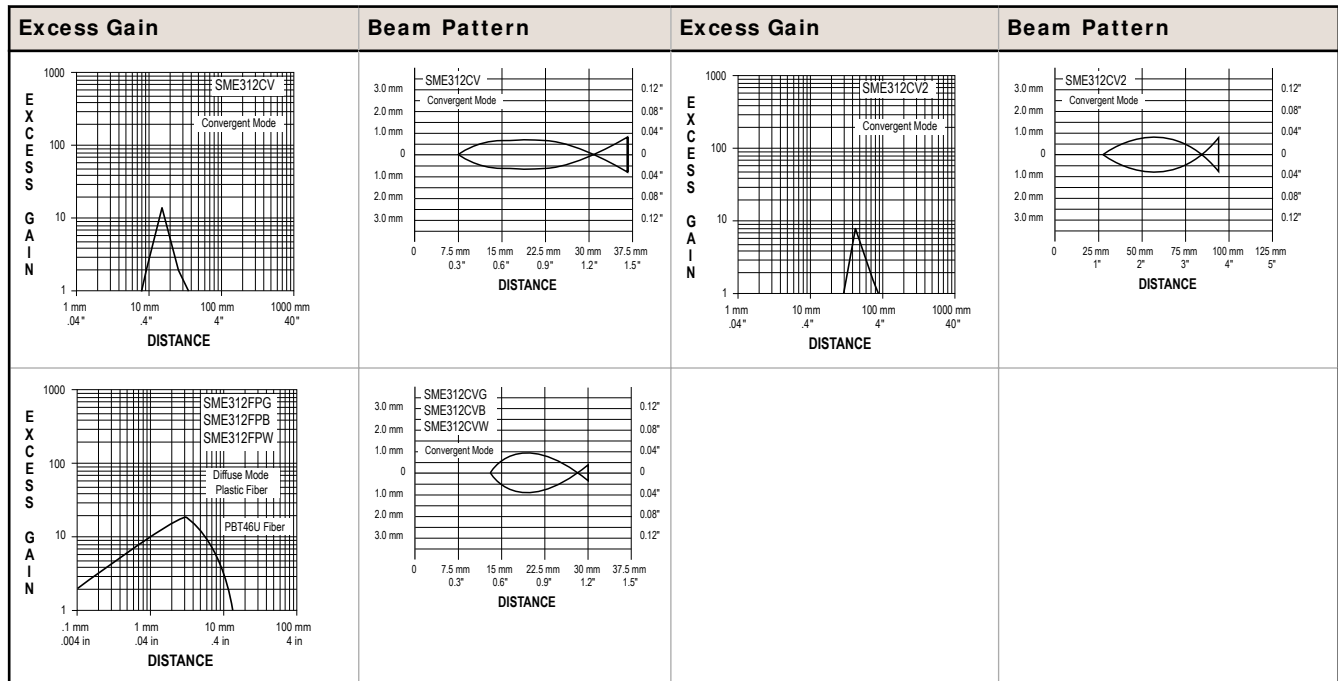 Excess Gain
Beam Pattern
Excess Gain
Beam Pattern
EXCESS GAIN
1000
100
10
1
SME312CV
Convergent Mode
1 mm 10 mm 100 mm 1000 mm
.04" .4" 4" 40"
DISTANCE
SME312CV
Convergent Mode
3.0 mm 0.12"
2.0 mm 0.08"
1.0 mm 0.04"
0 0
1.0 mm 0.04"
2.0 mm 0.08"
3.0 mm 0.12"
0 7.5 mm 15 mm 22.5 mm 30 mm 37.5 mm
0.3" 0.6" 0.9" 1.2" 1.5"
DISTANCE
EXCESS GAIN
1000
100
10
1
SME312CV2
Convergent Mode
1 mm 10 mm 100 mm 1000 mm
.04" .4" 4" 40"
DISTANCE
SME312CV2
Convergent Mode
3.0 mm 0.12"
2.0 mm 0.08"
1.0 mm 0.04"
0 0
1.0 mm 0.04"
2.0 mm 0.08"
3.0 mm 0.12"
0 25 mm 50 mm 75 mm 100 mm 125 mm
1" 2" 3" 4" 5"
DISTANCE
EXCESS GAIN
1000
100
10
1
SME312FPG
SME312FPB
SME312FPW
Diffuse Mode
Plastic Fiber
PBT46U Fiber
.1 mm 1 mm 10 mm 100 mm
.004 in .04 in .4 in 4 in
DISTANCE
SME312CVG
SME312CVB
SME312CVW
Convergent Mode
3.0 mm 0.12"
2.0 mm 0.08"
1.0 mm 0.04"
0 0
1.0 mm 0.04"
2.0 mm 0.08"
3.0 mm 0.12"
0 7.5 mm 15 mm 22.5 mm 30 mm 37.5 mm
0.3" 0.6" 0.9" 1.2" 1.5"
DISTANCE